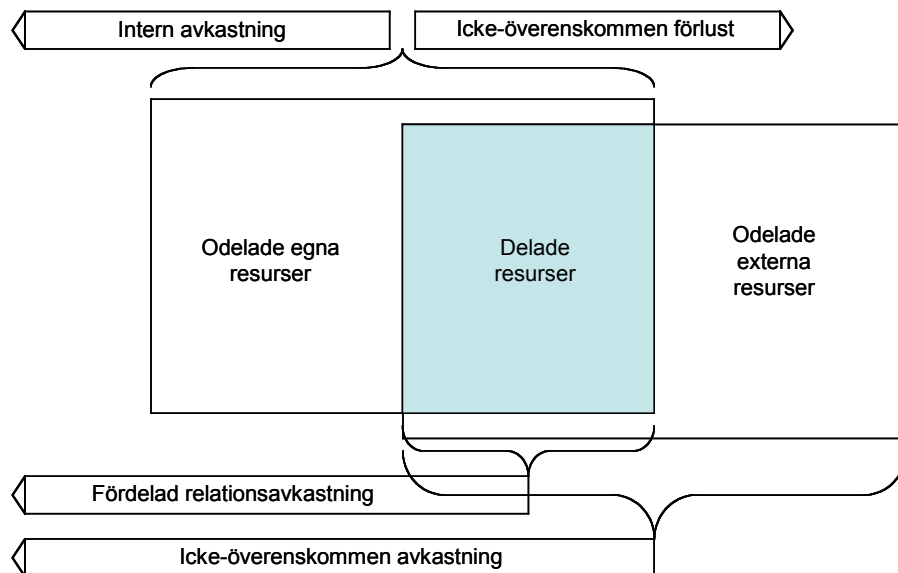 Intern avkastning
Icke-överenskommen förlust
Odelade egna
resurser
Delade
resurser
Odelade
externa
resurser
Fördelad relationsavkastning
Icke-överenskommen avkastning